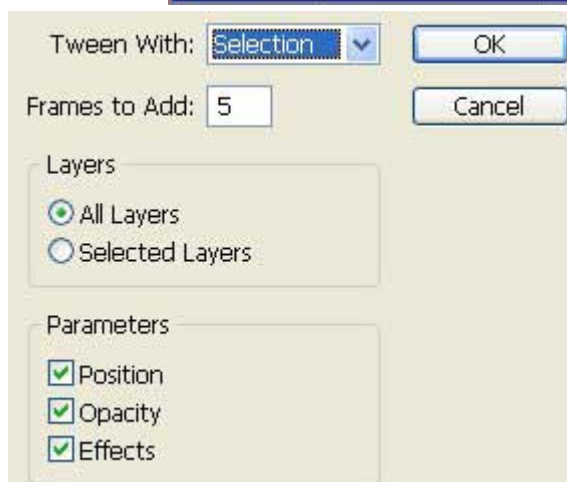 Tween With: Selection OK
Frames to Add: 5 Cancel
Layers
All Layers
Selected Layers
Parameters
Position
Opacity
Effects